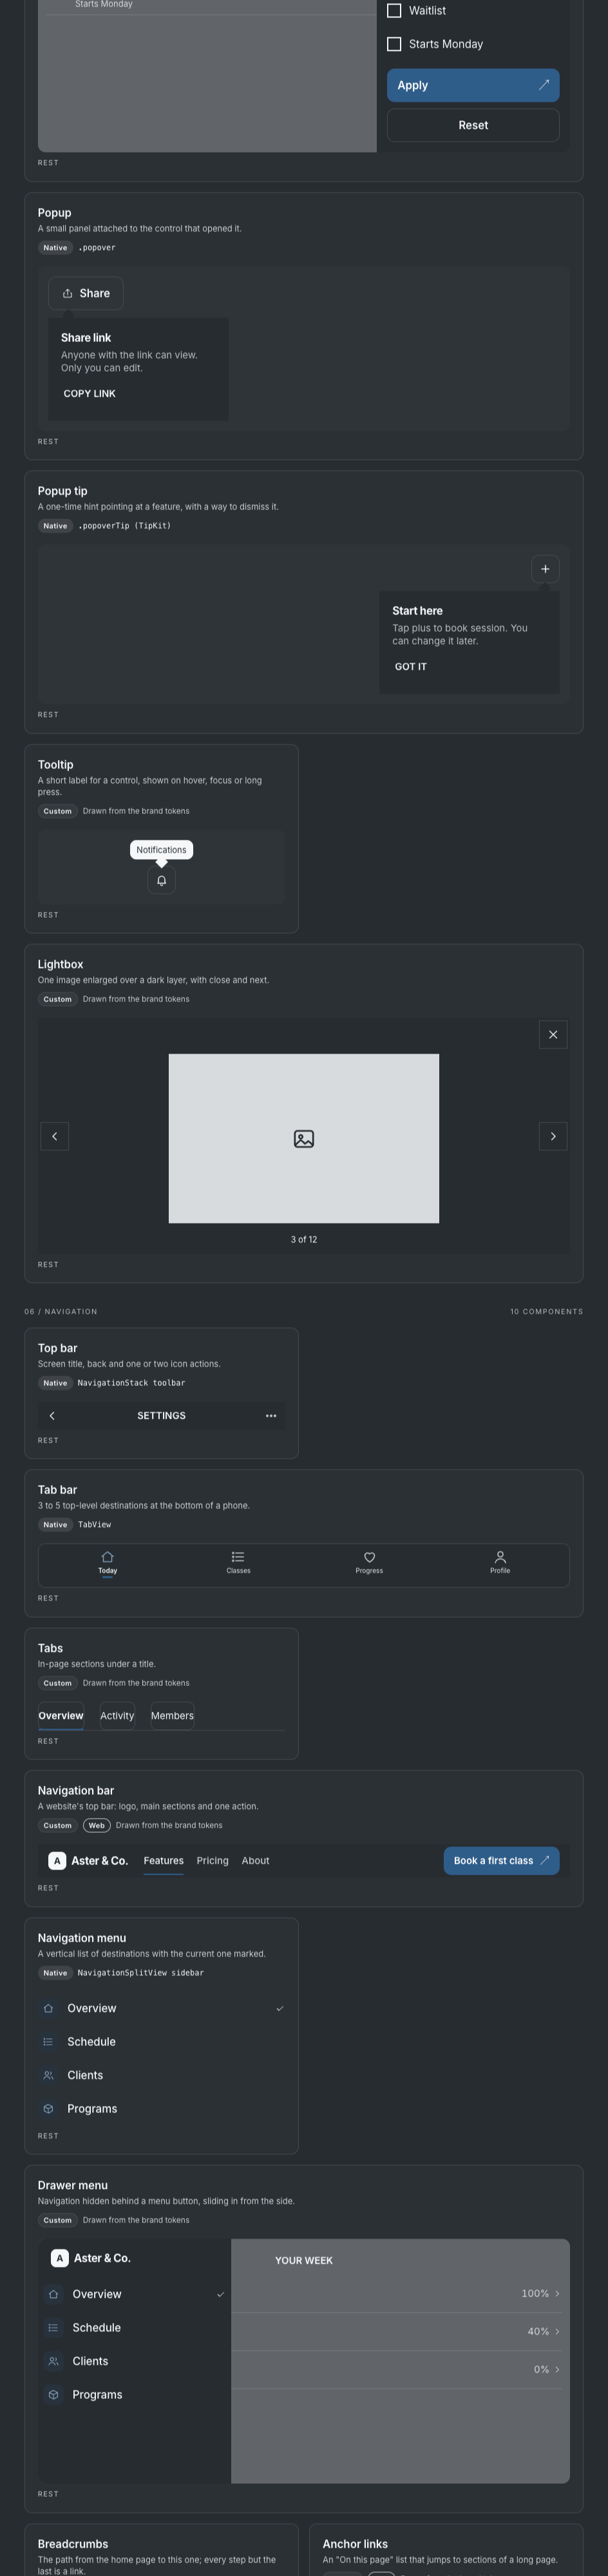 Starts Monday
Waitlist
Starts Monday
Apply
Reset
REST
Popup
A small panel attached to the control that opened it.
Native .popover
Share
Share link
Anyone with the link can view.
Only you can edit.
COPY LINK
REST
Popup tip
A one-time hint pointing at a feature, with a way to dismiss it.
Native .popoverTip (TipKit)
Start here
Tap plus to book session. You
can change it later.
GOT IT
REST
Tooltip
A short label for a control, shown on hover, focus or long
press.
Custom Drawn from the brand tokens
Notifications
REST
Lightbox
One image enlarged over a dark layer, with close and next.
Custom Drawn from the brand tokens
3 of 12
REST
06 / NAVIGATION 10 COMPONENTS
Top bar
Screen title, back and one or two icon actions.
Native NavigationStack toolbar
SETTINGS
REST
Tab bar
3 to 5 top-level destinations at the bottom of a phone.
Native TabView
Today Classes Progress Profile
REST
Tabs
In-page sections under a title.
Custom Drawn from the brand tokens
Overview Activity Members
REST
Navigation bar
A website's top bar: logo, main sections and one action.
Custom Web Drawn from the brand tokens
A Aster & Co. Features Pricing About Book a first class
REST
Navigation menu
A vertical list of destinations with the current one marked.
Native NavigationSplitView sidebar
Overview
Schedule
Clients
Programs
REST
Drawer menu
Navigation hidden behind a menu button, sliding in from the side.
Custom Drawn from the brand tokens
A Aster & Co. YOUR WEEK
Overview 100%
Schedule 40%
Clients 0%
Programs
REST
Breadcrumbs
The path from the home page to this one; every step but the
last is a link.
Anchor links
An "On this page" list that jumps to sections of a long page.